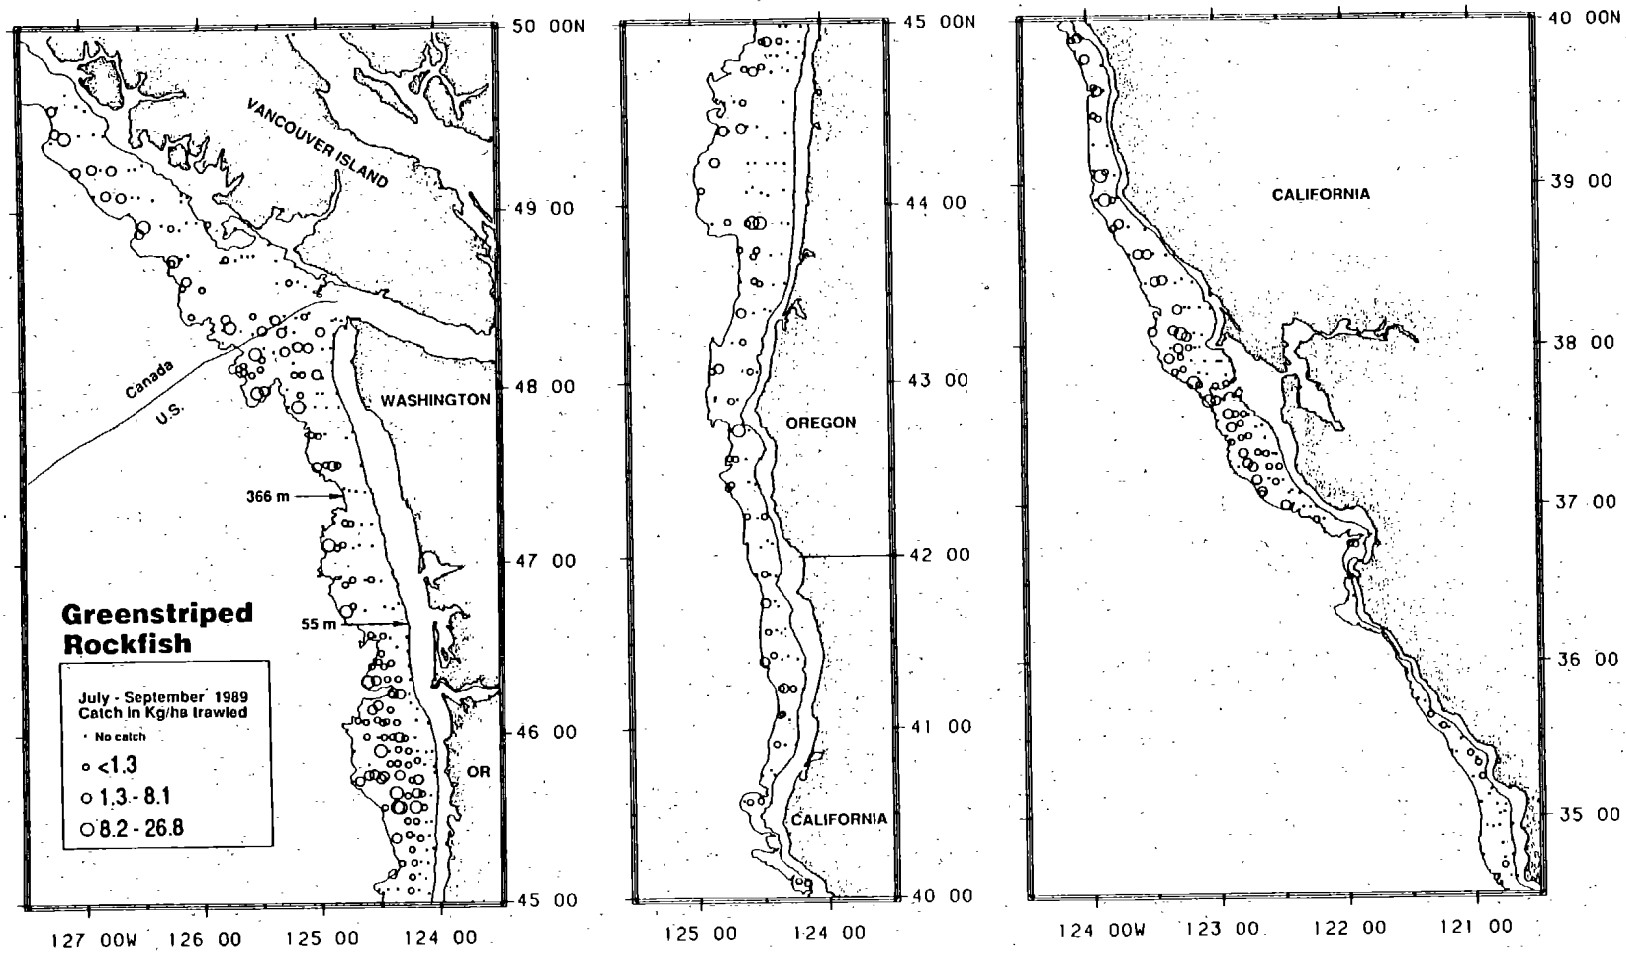 50 00N
VANCOUVER ISLAND
49 00
Canada
U.S.
48 00
WASHINGTON
366 m
47 00
55 m
Greenstriped
Rockfish
July - September 1989
Catch in Kg/ha trawled
· No catch
<1.3
1.3 - 8.1
8.2 - 26.8
46 00
OR
45 00
127 00W
126 00
125 00
124 00
45 00N
44 00
43 00
OREGON
42 00
41 00
CALIFORNIA
40 00
125 00
124 00
40 00N
39 00
CALIFORNIA
38 00
37 00
36 00
35 00
124 00W
123 00
122 00
121 00